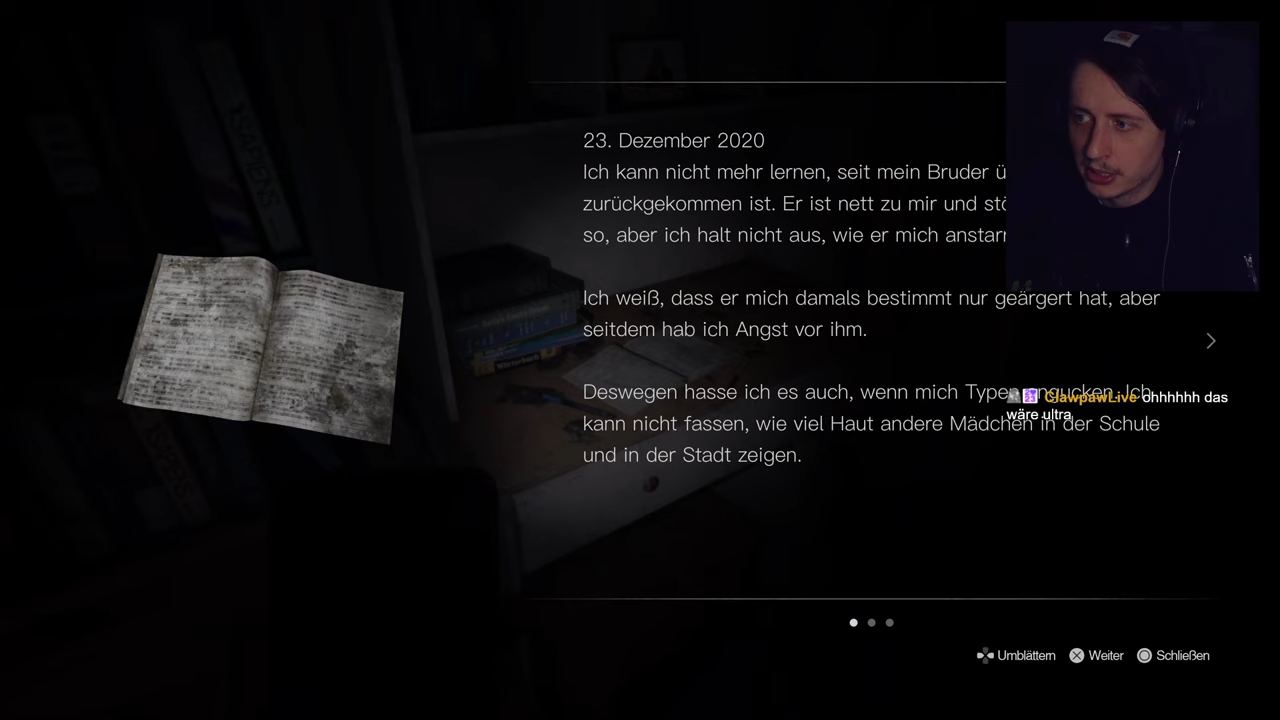 23. Dezember 2020
Ich kann nicht mehr lernen, seit mein Bruder
zurückgekommen ist. Er ist nett zu mir und
so, aber ich halt nicht aus, wie er mich
Ich weiß, dass er mich damals bestimmt nur geärgert hat, aber
seitdem hab ich Angst vor ihm.
Deswegen hasse ich es auch, wenn mich Typen angucken. Ich
ClawpawLive ohhhhhh das
wäre ultra
kann nicht fassen, wie viel Haut andere Mädchen in der Schule
und in der Stadt zeigen.
Wörterbuch
Umblättern Weiter Schließen